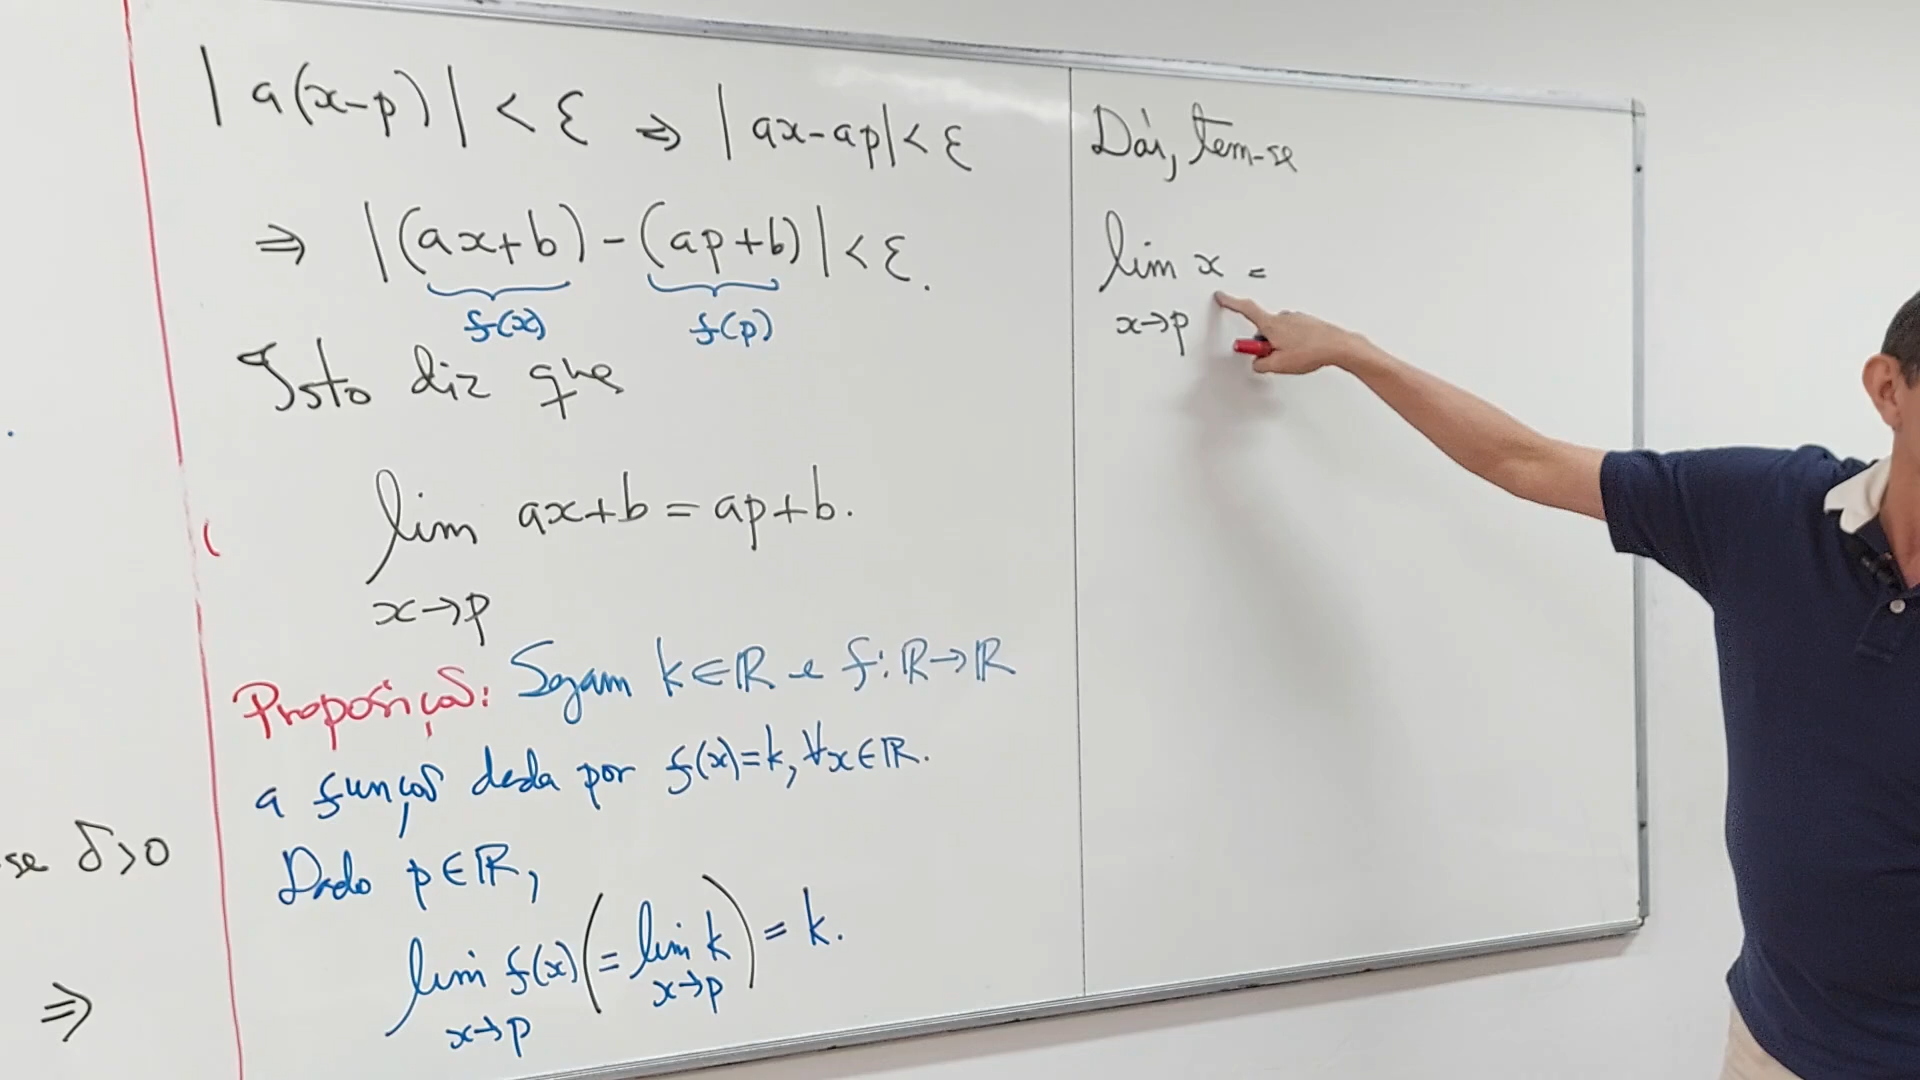 |a(x-p)| < ε ⇒ |ax-ap| < ε
⇒ |(ax+b)-(ap+b)| < ε.
f(x) f(p)
Isto diz que
lim ax+b = ap+b.
x→p
Proposição: Sejam k∈ℝ e f:ℝ→ℝ
a função dada por f(x)=k, ∀x∈ℝ.
Dado p∈ℝ,
lim f(x) (= lim k) = k.
x→p x→p
se δ>0
⇒
Daí, tem-se
lim x =
x→p